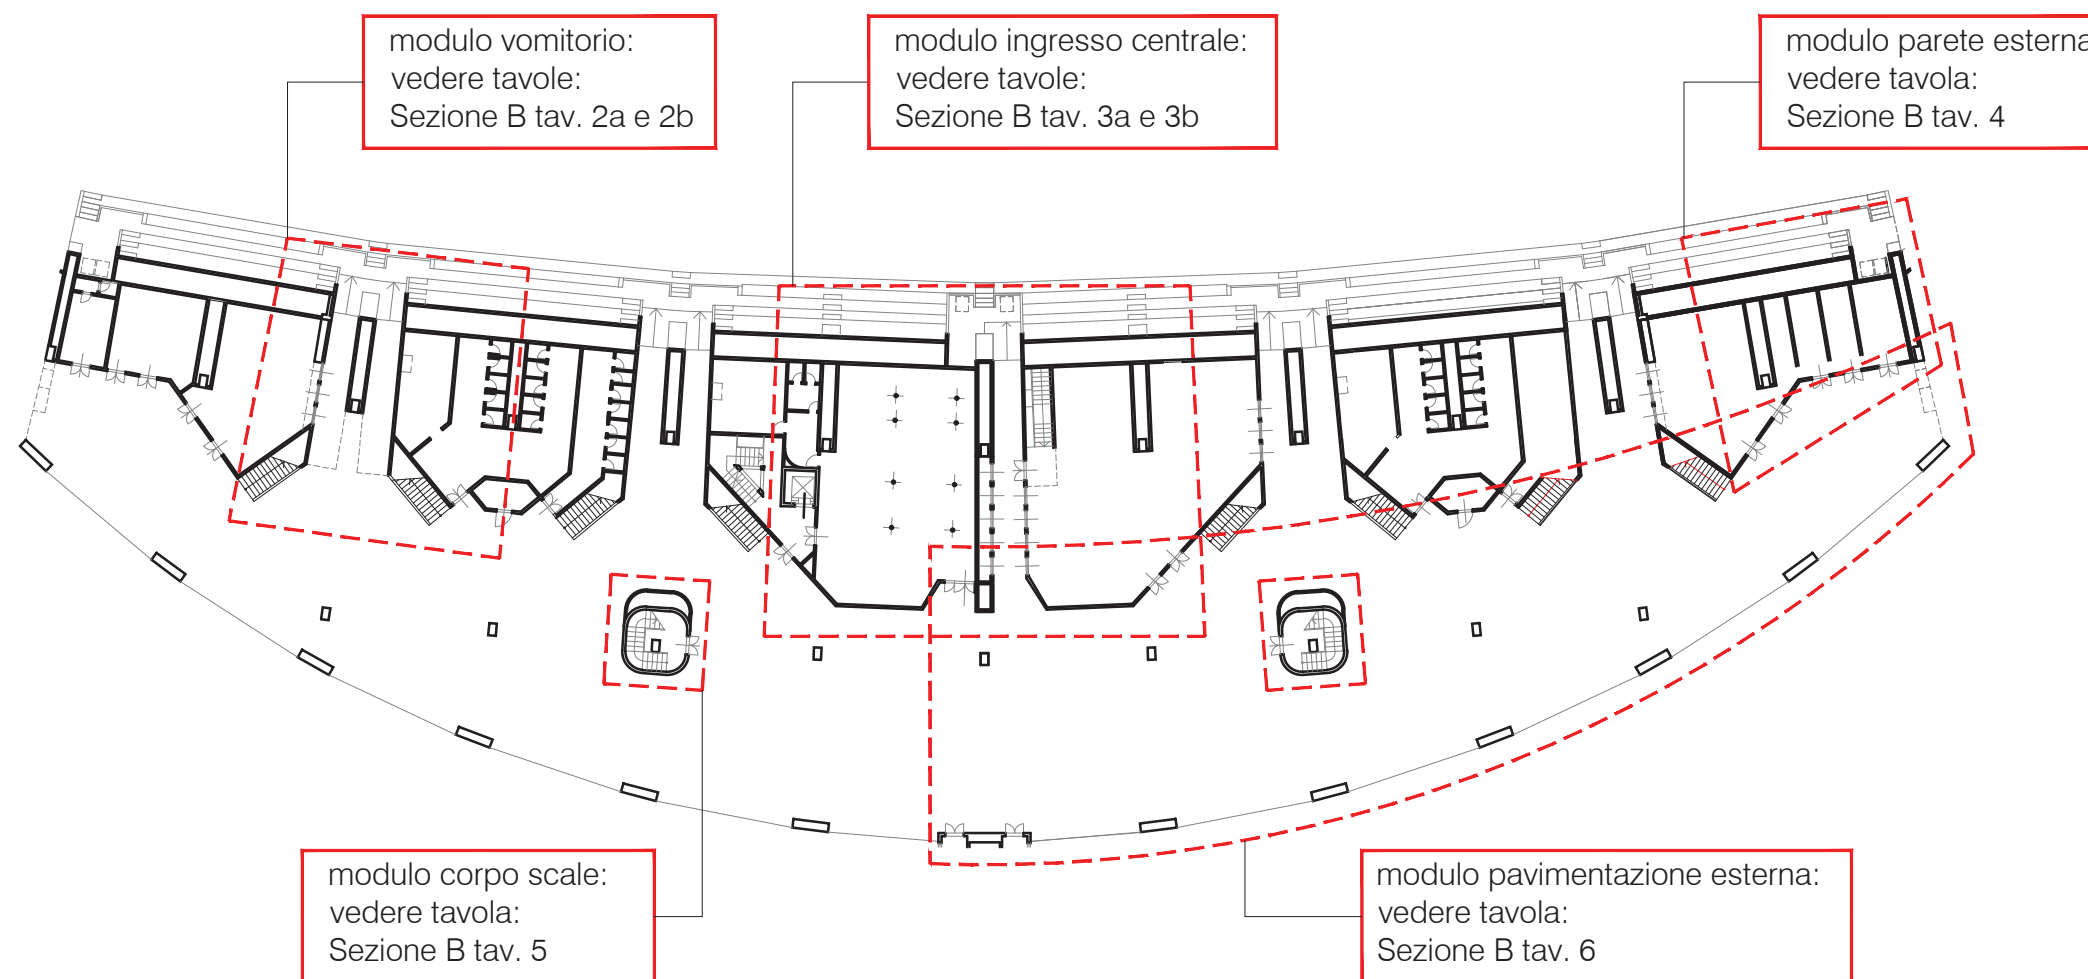 modulo vomitorio:
vedere tavole:
Sezione B tav. 2a e 2b
modulo ingresso centrale:
vedere tavole:
Sezione B tav. 3a e 3b
modulo parete esterna
vedere tavola:
Sezione B tav. 4
modulo corpo scale:
vedere tavola:
Sezione B tav. 5
modulo pavimentazione esterna:
vedere tavola:
Sezione B tav. 6